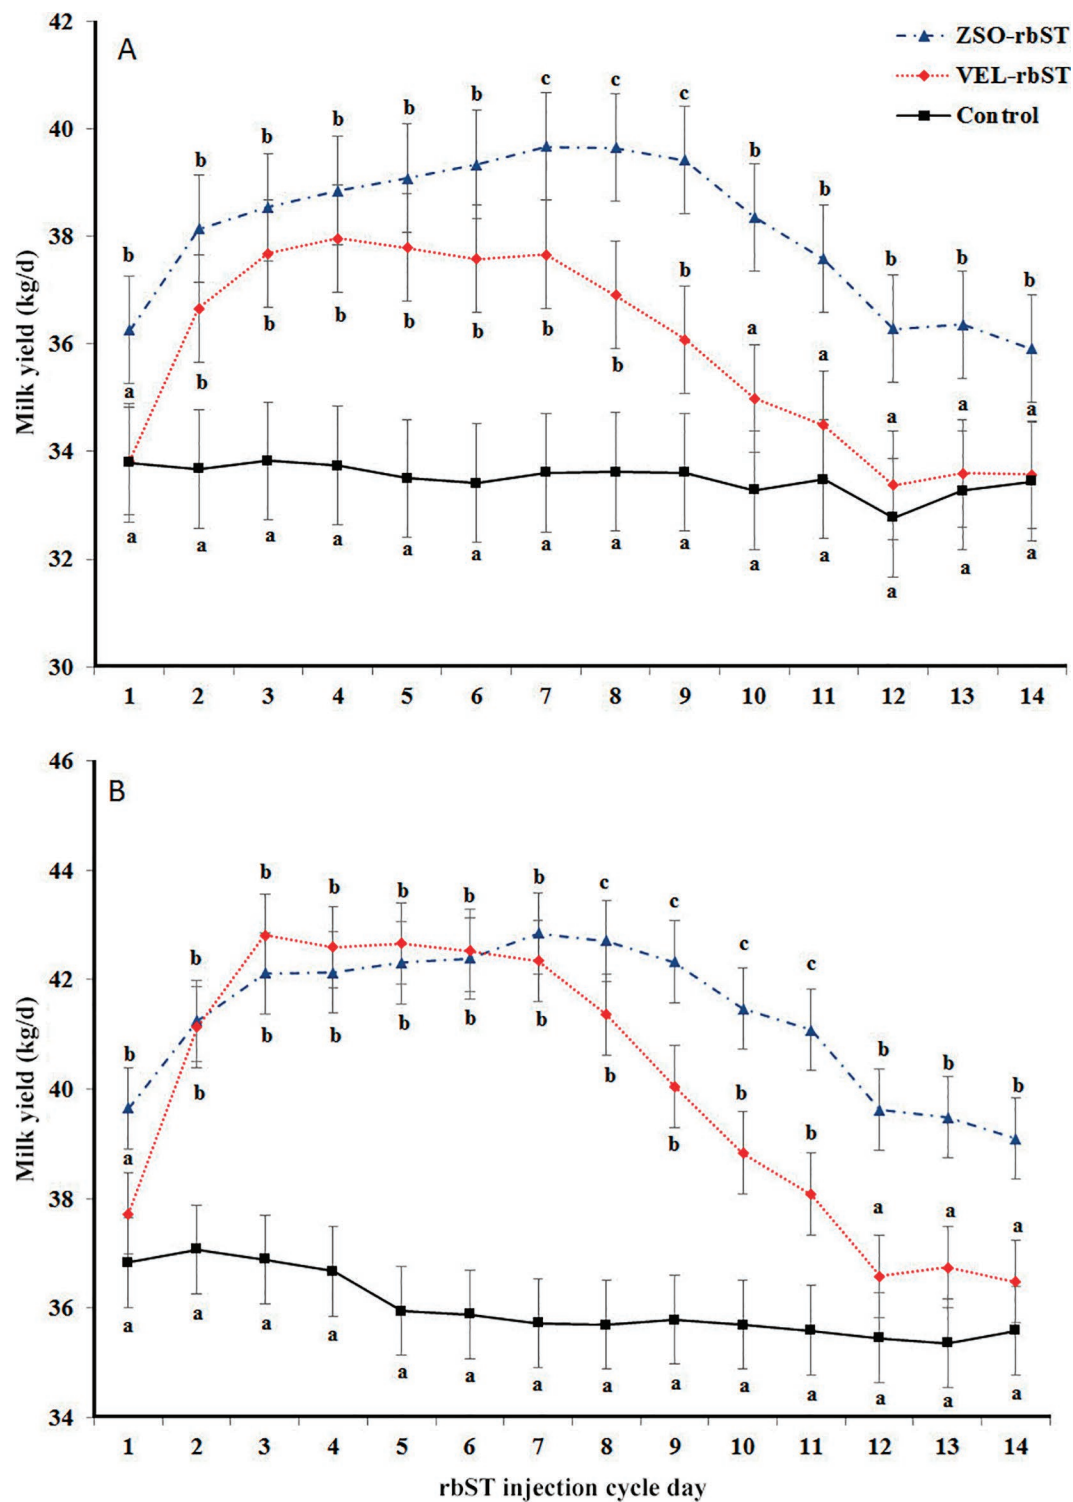 A
ZSO-rbST
VEL-rbST
Control
Milk yield (kg/d)
42
40
38
36
34
32
30
b b b b b b c c c b b b b b
a b b b b b b b b a a a a a
a a a a a a a a a a a a a a
1 2 3 4 5 6 7 8 9 10 11 12 13 14
B
Milk yield (kg/d)
46
44
42
40
38
36
34
b b b b b b b c c c c b b b
a b b b b b b b b b b a a a
a a a a a a a a a a a a a a
1 2 3 4 5 6 7 8 9 10 11 12 13 14
rbST injection cycle day